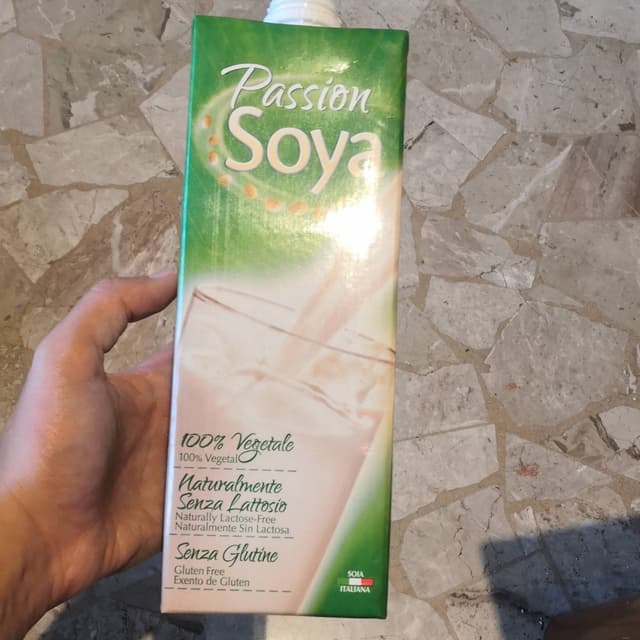 Passion
Soya
100% Vegetale
100% Vegetal
Naturalmente
Senza Lattosio
Naturally Lactose-Free
Naturalmente Sin Lactosa
Senza Glutine
Gluten Free
Exento de Gluten
SOIA
ITALIANA